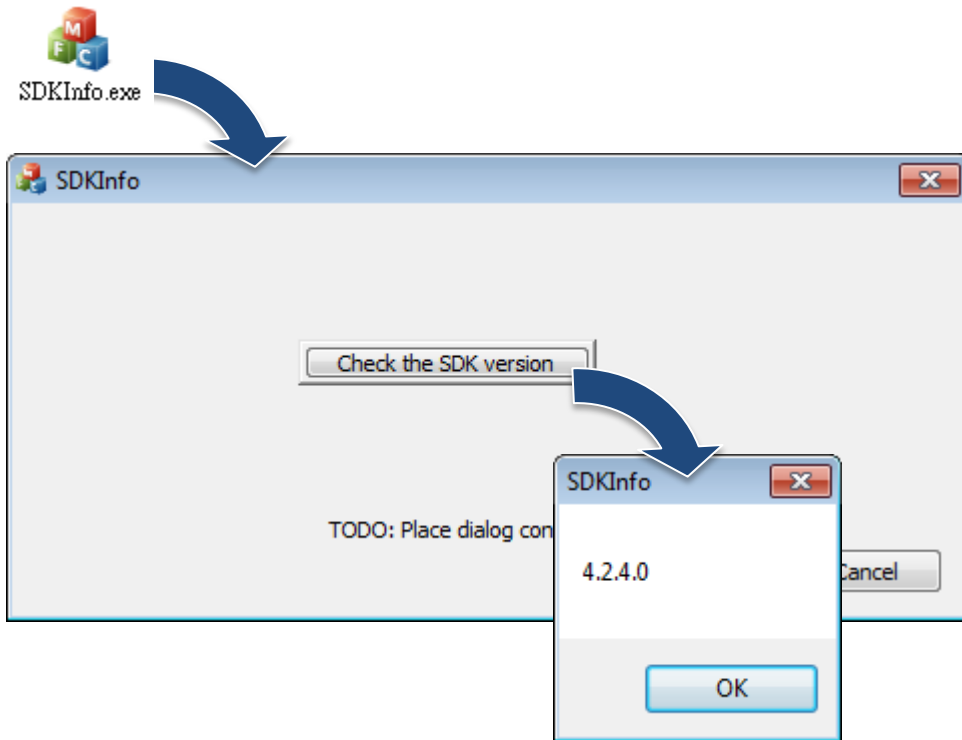 M
F C
SDKInfo.exe
SDKInfo
Check the SDK version
SDKInfo
TODO: Place dialog con
4.2.4.0
Cancel
OK